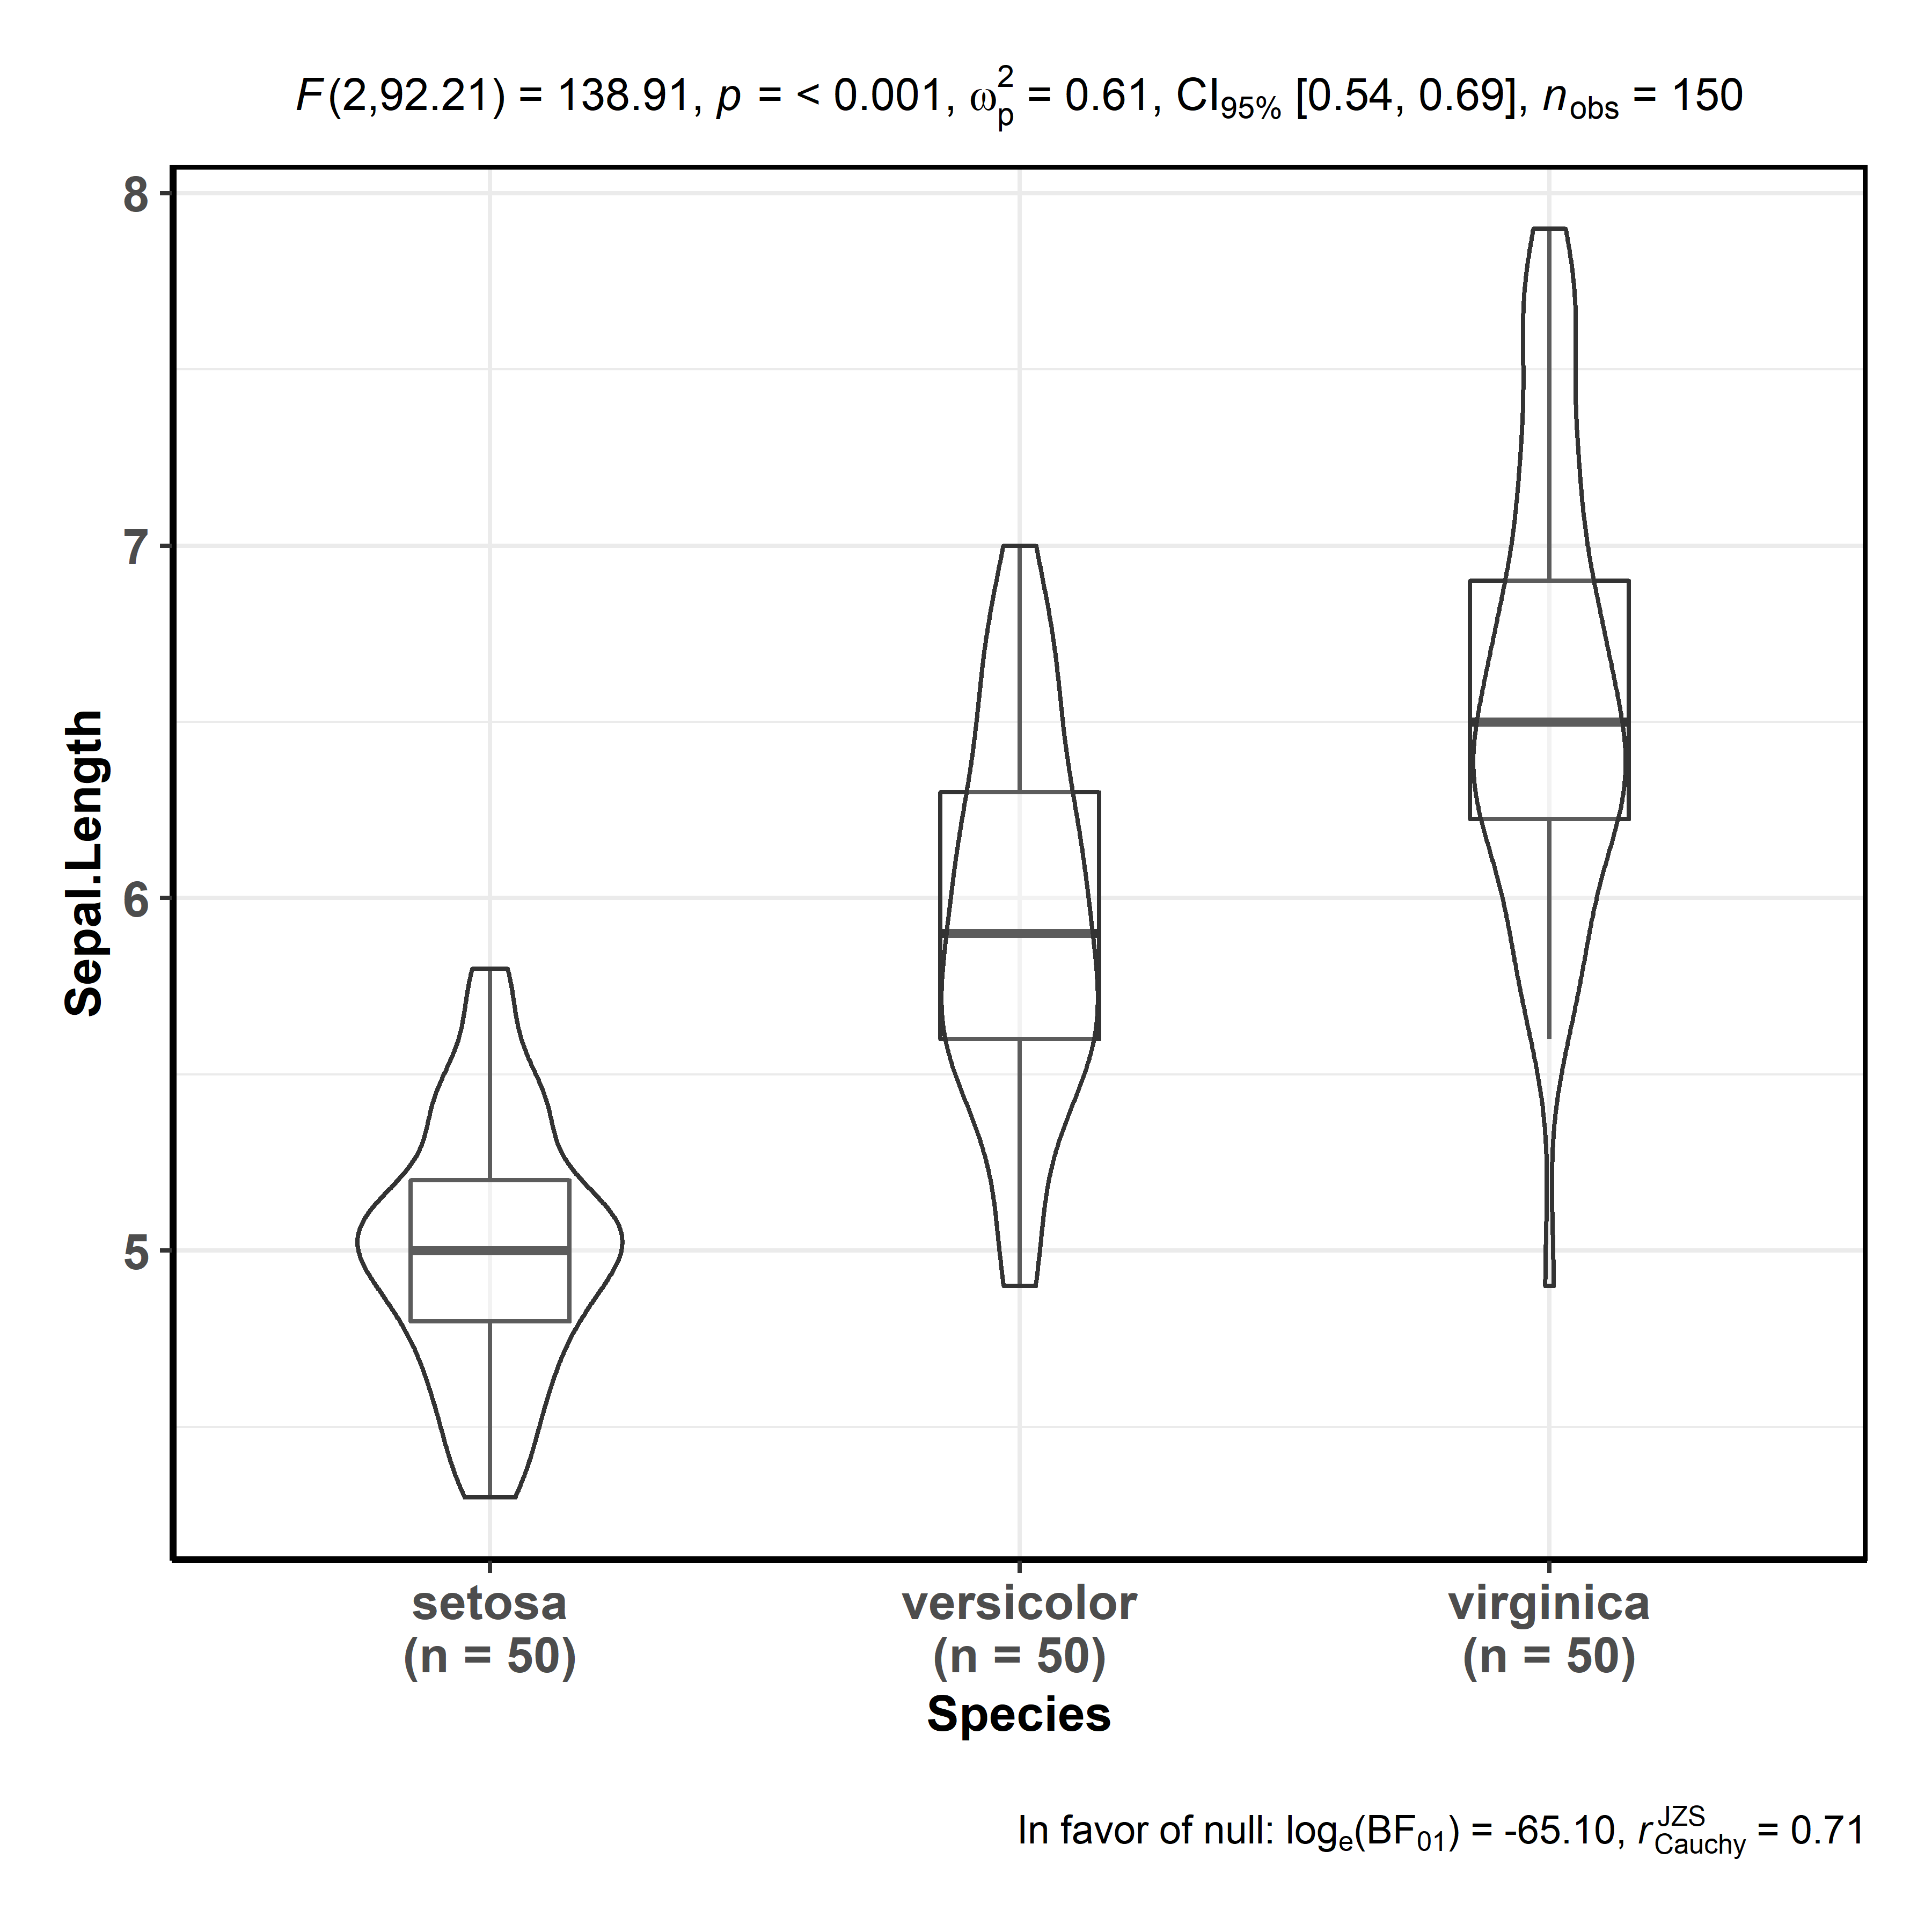 F(2,92.21) = 138.91, p = < 0.001, ω²ₚ = 0.61, CI₉₅% [0.54, 0.69], n_obs = 150
8
7
6
5
Sepal.Length
setosa
(n = 50)
versicolor
(n = 50)
virginica
(n = 50)
Species
In favor of null: logₑ(BF₀₁) = -65.10, r^JZS_Cauchy = 0.71